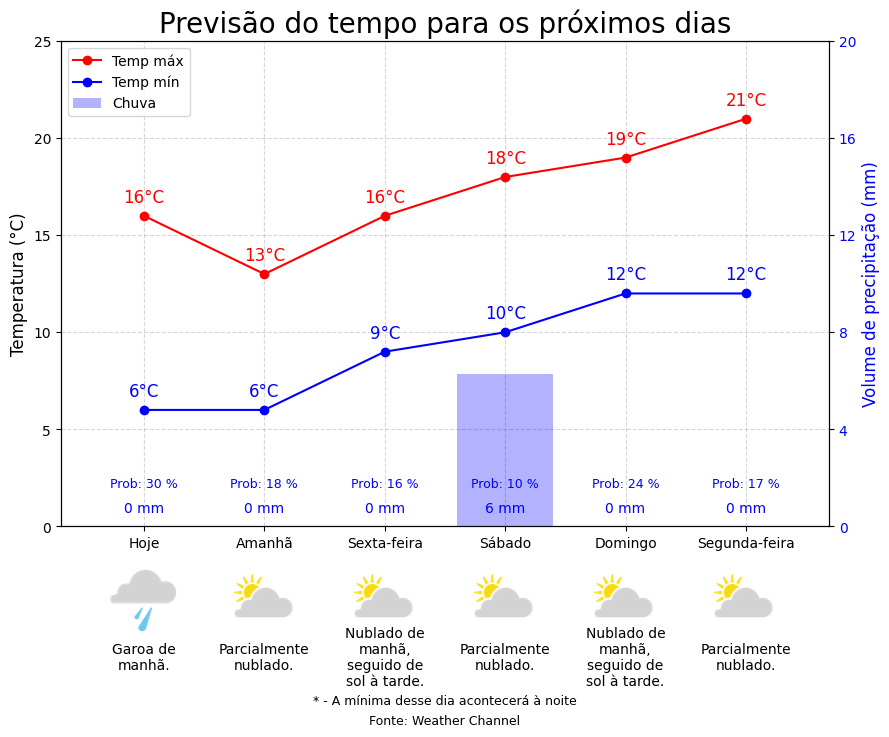 Previsão do tempo para os próximos dias
Temp máx
Temp mín
Chuva
Temperatura (°C)
Volume de precipitação (mm)
25
20
15
10
5
0
20
16
12
8
4
0
16°C
13°C
16°C
18°C
19°C
21°C
6°C
6°C
9°C
10°C
12°C
12°C
Prob: 30 %
Prob: 18 %
Prob: 16 %
Prob: 10 %
Prob: 24 %
Prob: 17 %
0 mm
0 mm
0 mm
6 mm
0 mm
0 mm
Hoje
Amanhã
Sexta-feira
Sábado
Domingo
Segunda-feira
Garoa de
manhã.
Parcialmente
nublado.
Nublado de
manhã,
seguido de
sol à tarde.
Parcialmente
nublado.
Nublado de
manhã,
seguido de
sol à tarde.
Parcialmente
nublado.
* - A mínima desse dia acontecerá à noite
Fonte: Weather Channel